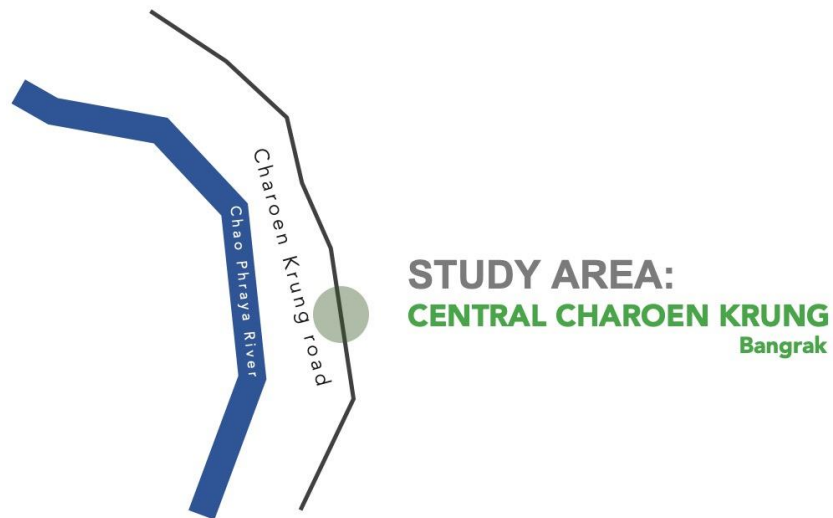 Charoen Krung road
Chao Phraya River
STUDY AREA:
CENTRAL CHAROEN KRUNG
Bangrak